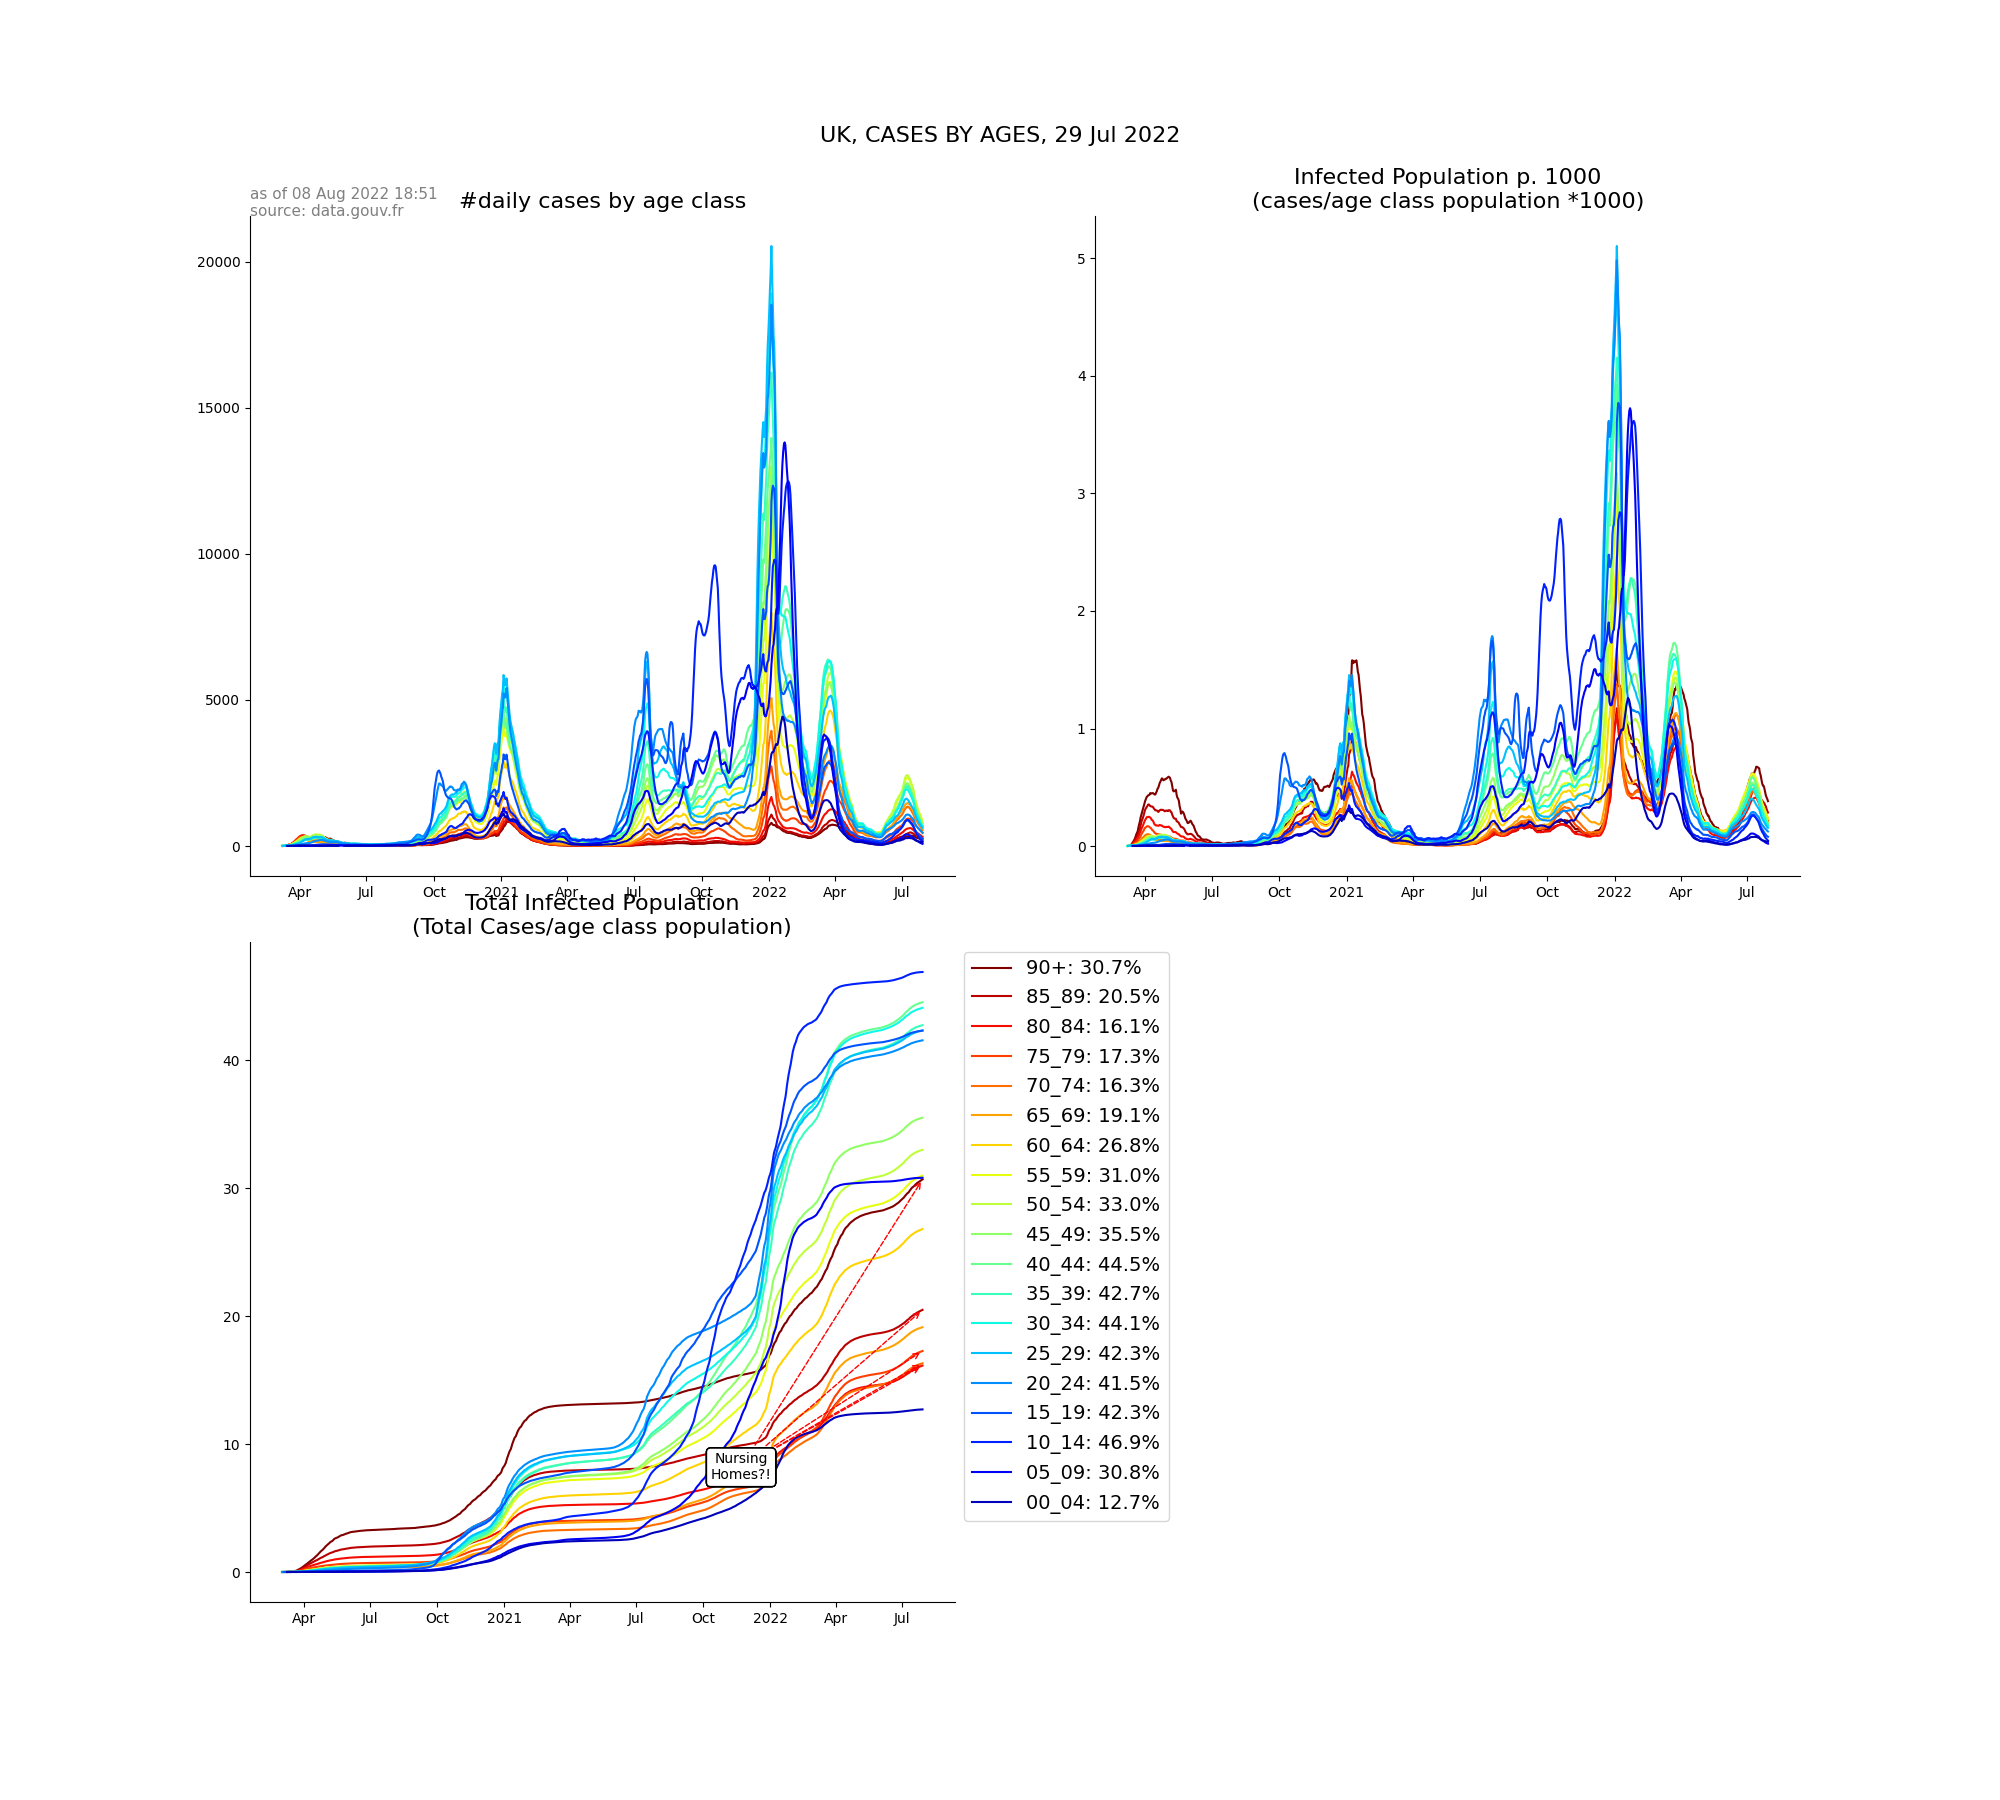 UK, CASES BY AGES, 29 Jul 2022
as of 08 Aug 2022 18:51
source: data.gouv.fr
#daily cases by age class
20000
15000
10000
5000
0
Apr
Jul
Oct
2021
Apr
Jul
Oct
2022
Apr
Jul
Infected Population p. 1000
(cases/age class population *1000)
5
4
3
2
1
0
Apr
Jul
Oct
2021
Apr
Jul
Oct
2022
Apr
Jul
Total Infected Population
(Total Cases/age class population)
40
30
20
10
0
Nursing
Homes?!
Apr
Jul
Oct
2021
Apr
Jul
Oct
2022
Apr
Jul
90+: 30.7%
85_89: 20.5%
80_84: 16.1%
75_79: 17.3%
70_74: 16.3%
65_69: 19.1%
60_64: 26.8%
55_59: 31.0%
50_54: 33.0%
45_49: 35.5%
40_44: 44.5%
35_39: 42.7%
30_34: 44.1%
25_29: 42.3%
20_24: 41.5%
15_19: 42.3%
10_14: 46.9%
05_09: 30.8%
00_04: 12.7%